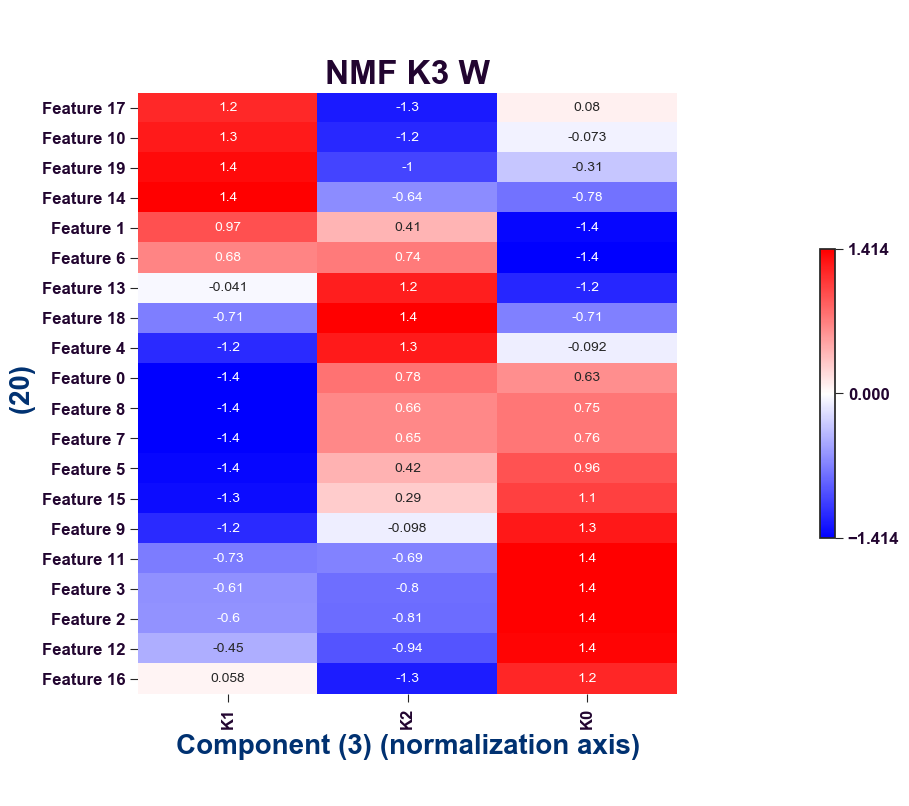 NMF K3 W
Feature 17 1.2 -1.3 0.08
Feature 10 1.3 -1.2 -0.073
Feature 19 1.4 -1 -0.31
Feature 14 1.4 -0.64 -0.78
Feature 1 0.97 0.41 -1.4
Feature 6 0.68 0.74 -1.4
Feature 13 -0.041 1.2 -1.2
Feature 18 -0.71 1.4 -0.71
Feature 4 -1.2 1.3 -0.092
Feature 0 -1.4 0.78 0.63
Feature 8 -1.4 0.66 0.75
Feature 7 -1.4 0.65 0.76
Feature 5 -1.4 0.42 0.96
Feature 15 -1.3 0.29 1.1
Feature 9 -1.2 -0.098 1.3
Feature 11 -0.73 -0.69 1.4
Feature 3 -0.61 -0.8 1.4
Feature 2 -0.6 -0.81 1.4
Feature 12 -0.45 -0.94 1.4
Feature 16 0.058 -1.3 1.2
(20)
K1 K2 K0
Component (3) (normalization axis)
1.414
0.000
−1.414